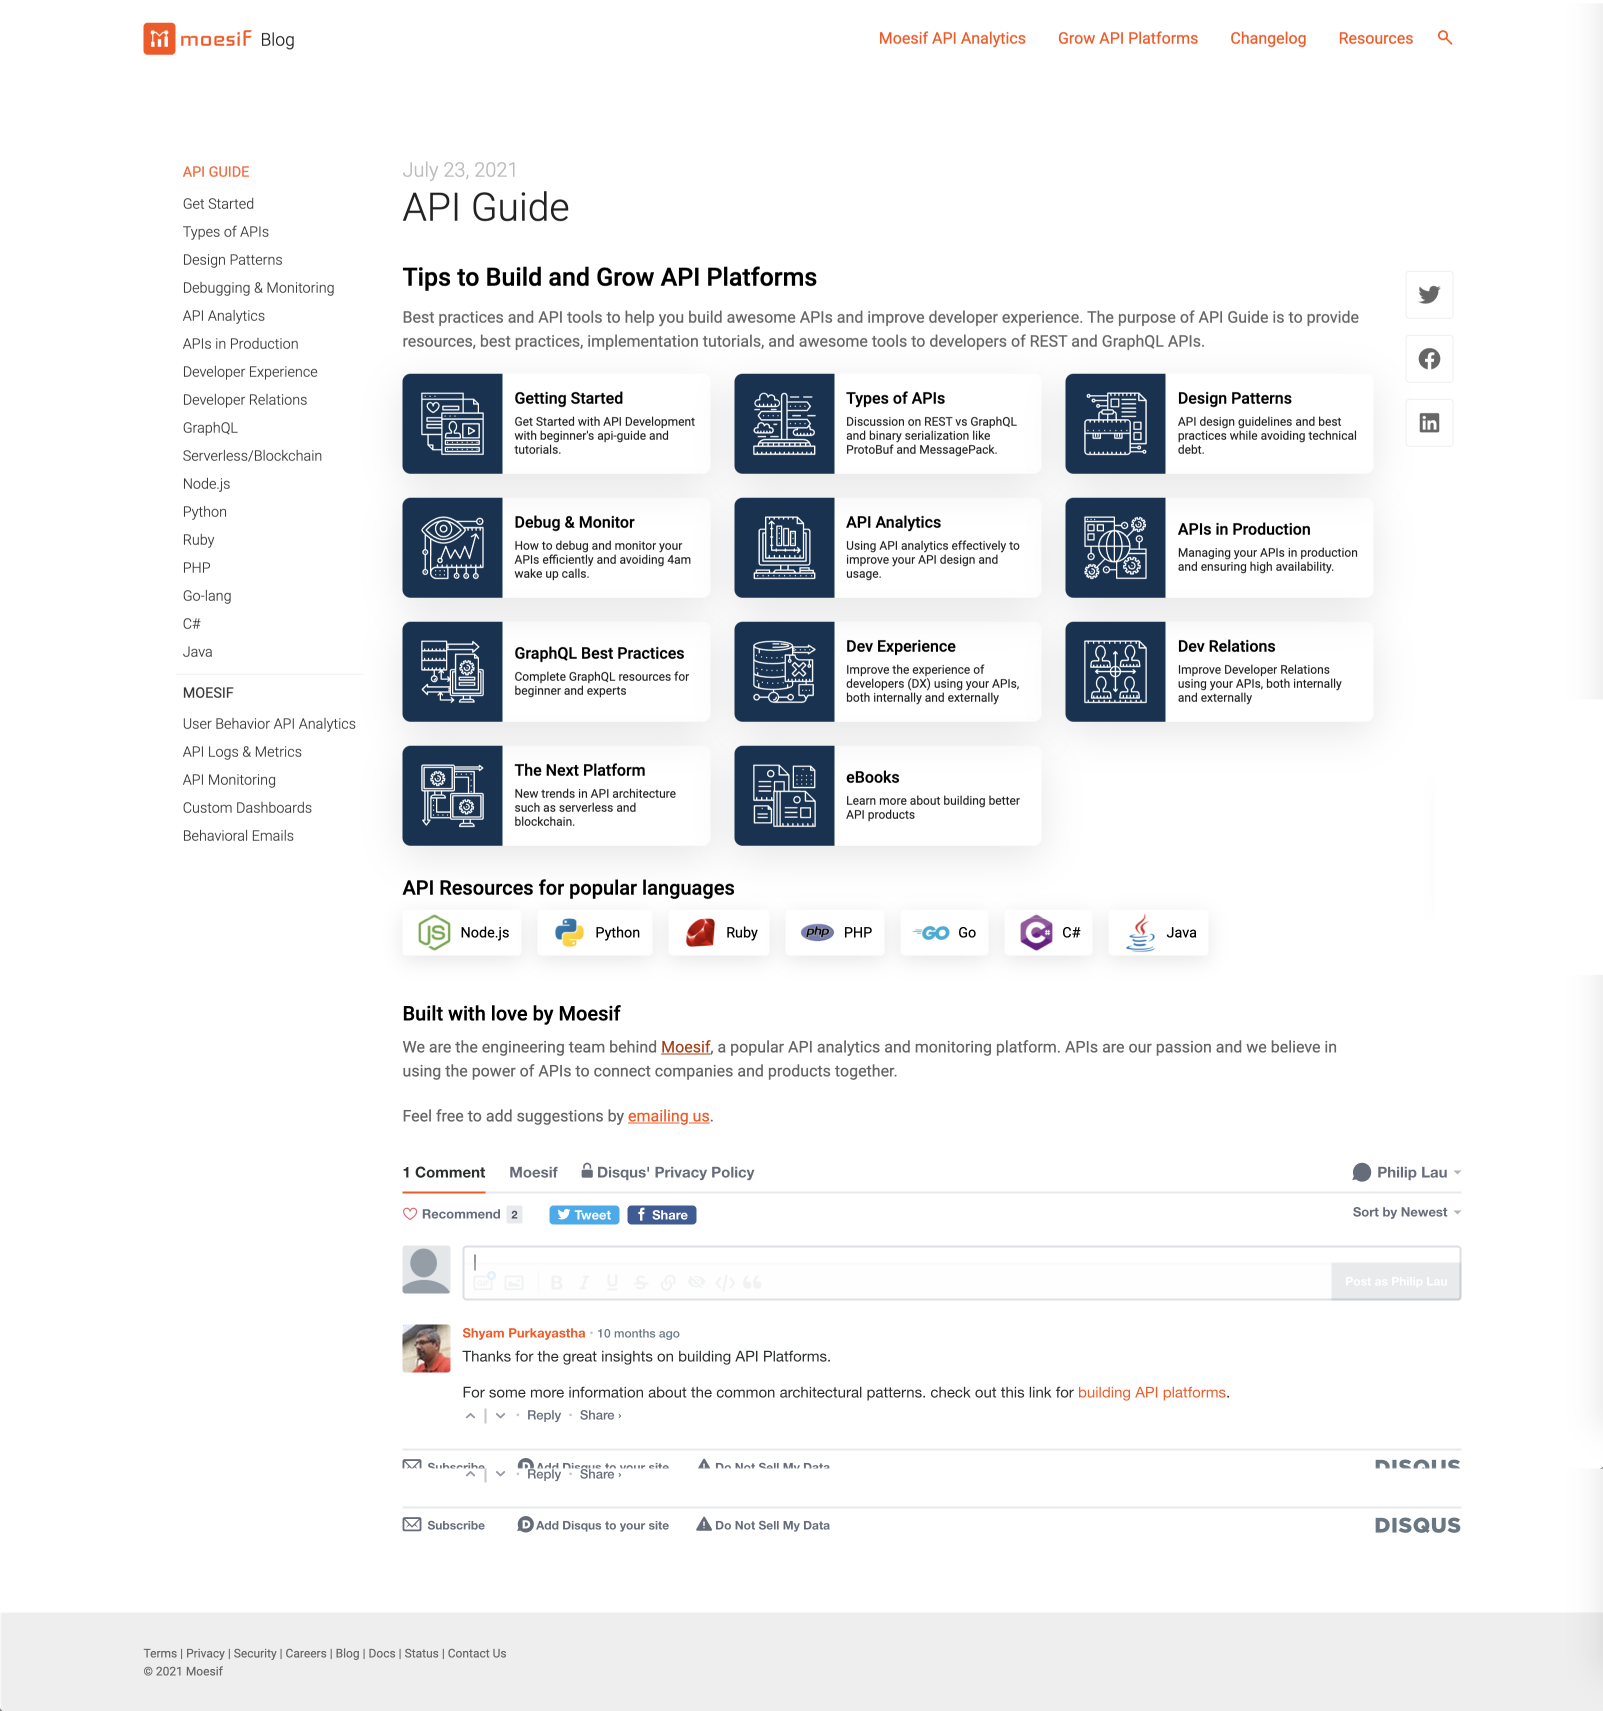 moesif Blog
Moesif API Analytics
Grow API Platforms
Changelog
Resources
API GUIDE
Get Started
Types of APIs
Design Patterns
Debugging & Monitoring
API Analytics
APIs in Production
Developer Experience
Developer Relations
GraphQL
Serverless/Blockchain
Node.js
Python
Ruby
PHP
Go-lang
C#
Java
MOESIF
User Behavior API Analytics
API Logs & Metrics
API Monitoring
Custom Dashboards
Behavioral Emails
July 23, 2021
API Guide
Tips to Build and Grow API Platforms
Best practices and API tools to help you build awesome APIs and improve developer experience. The purpose of API Guide is to provide
resources, best practices, implementation tutorials, and awesome tools to developers of REST and GraphQL APIs.
Getting Started
Get Started with API Development
with beginner's api-guide and
tutorials.
Types of APIs
Discussion on REST vs GraphQL
and binary serialization like
ProtoBuf and MessagePack.
Design Patterns
API design guidelines and best
practices while avoiding technical
debt.
Debug & Monitor
How to debug and monitor your
APIs efficiently and avoiding 4am
wake up calls.
API Analytics
Using API analytics effectively to
improve your API design and
usage.
APIs in Production
Managing your APIs in production
and ensuring high availability.
GraphQL Best Practices
Complete GraphQL resources for
beginner and experts
Dev Experience
Improve the experience of
developers (DX) using your APIs,
both internally and externally
Dev Relations
Improve Developer Relations
using your APIs, both internally
and externally
The Next Platform
New trends in API architecture
such as serverless and
blockchain.
eBooks
Learn more about building better
API products
API Resources for popular languages
JS Node.js
Python
Ruby
php PHP
GO Go
C# C#
Java
Built with love by Moesif
We are the engineering team behind Moesif, a popular API analytics and monitoring platform. APIs are our passion and we believe in
using the power of APIs to connect companies and products together.
Feel free to add suggestions by emailing us.
1 Comment
Moesif
Disqus' Privacy Policy
Philip Lau
Recommend 2
Tweet
f Share
Sort by Newest
B I U S </>
Post as Philip Lau
Shyam Purkayastha · 10 months ago
Thanks for the great insights on building API Platforms.
For some more information about the common architectural patterns. check out this link for building API platforms.
· Reply · Share ›
Subscribe
Add Disqus to your site
Do Not Sell My Data
DISQUS
· Reply · Share ›
Subscribe
D Add Disqus to your site
Do Not Sell My Data
DISQUS
Terms | Privacy | Security | Careers | Blog | Docs | Status | Contact Us
© 2021 Moesif